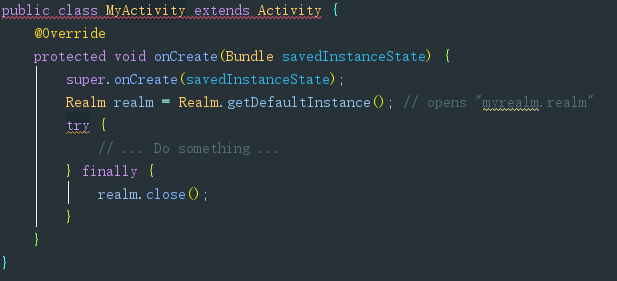 public class MyActivity extends Activity {
@Override
protected void onCreate(Bundle savedInstanceState) {
super.onCreate(savedInstanceState);
Realm realm = Realm.getDefaultInstance(); // opens "myrealm.realm"
try {
// ... Do something ...
} finally {
realm.close();
}
}
}